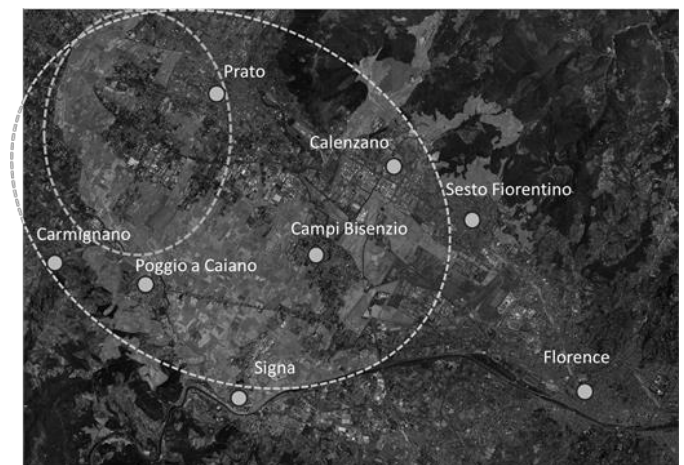 Prato
Calenzano
Sesto Fiorentino
Campi Bisenzio
Carmignano
Poggio a Caiano
Signa
Florence